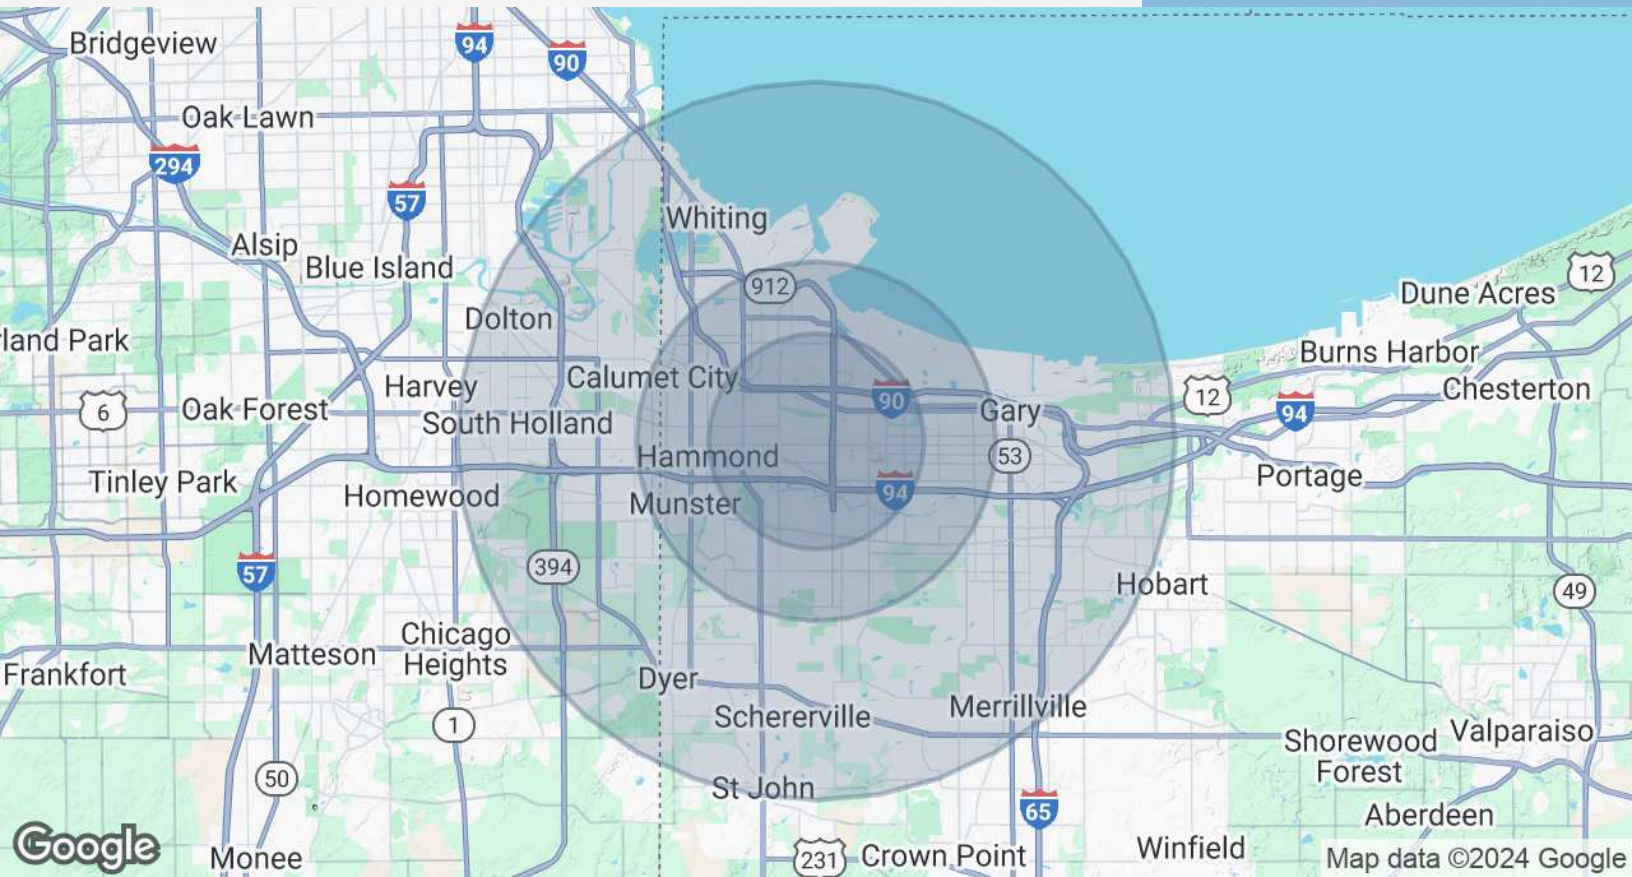 94
Bridgeview
90
Oak Lawn
294
57
Whiting
Alsip
Blue Island
912
12
Dune Acres
Dolton
rland Park
Burns Harbor
Calumet City
Harvey
90
12
Chesterton
6
Oak Forest
Gary
94
South Holland
Hammond
53
Portage
Tinley Park
Homewood
Munster
94
57
394
Hobart
49
Chicago
Heights
Matteson
Frankfort
Dyer
Schererville
Merrillville
1
Shorewood
Forest
Valparaiso
50
St John
65
Aberdeen
Google
Monee
231
Crown Point
Winfield
Map data ©2024 Google